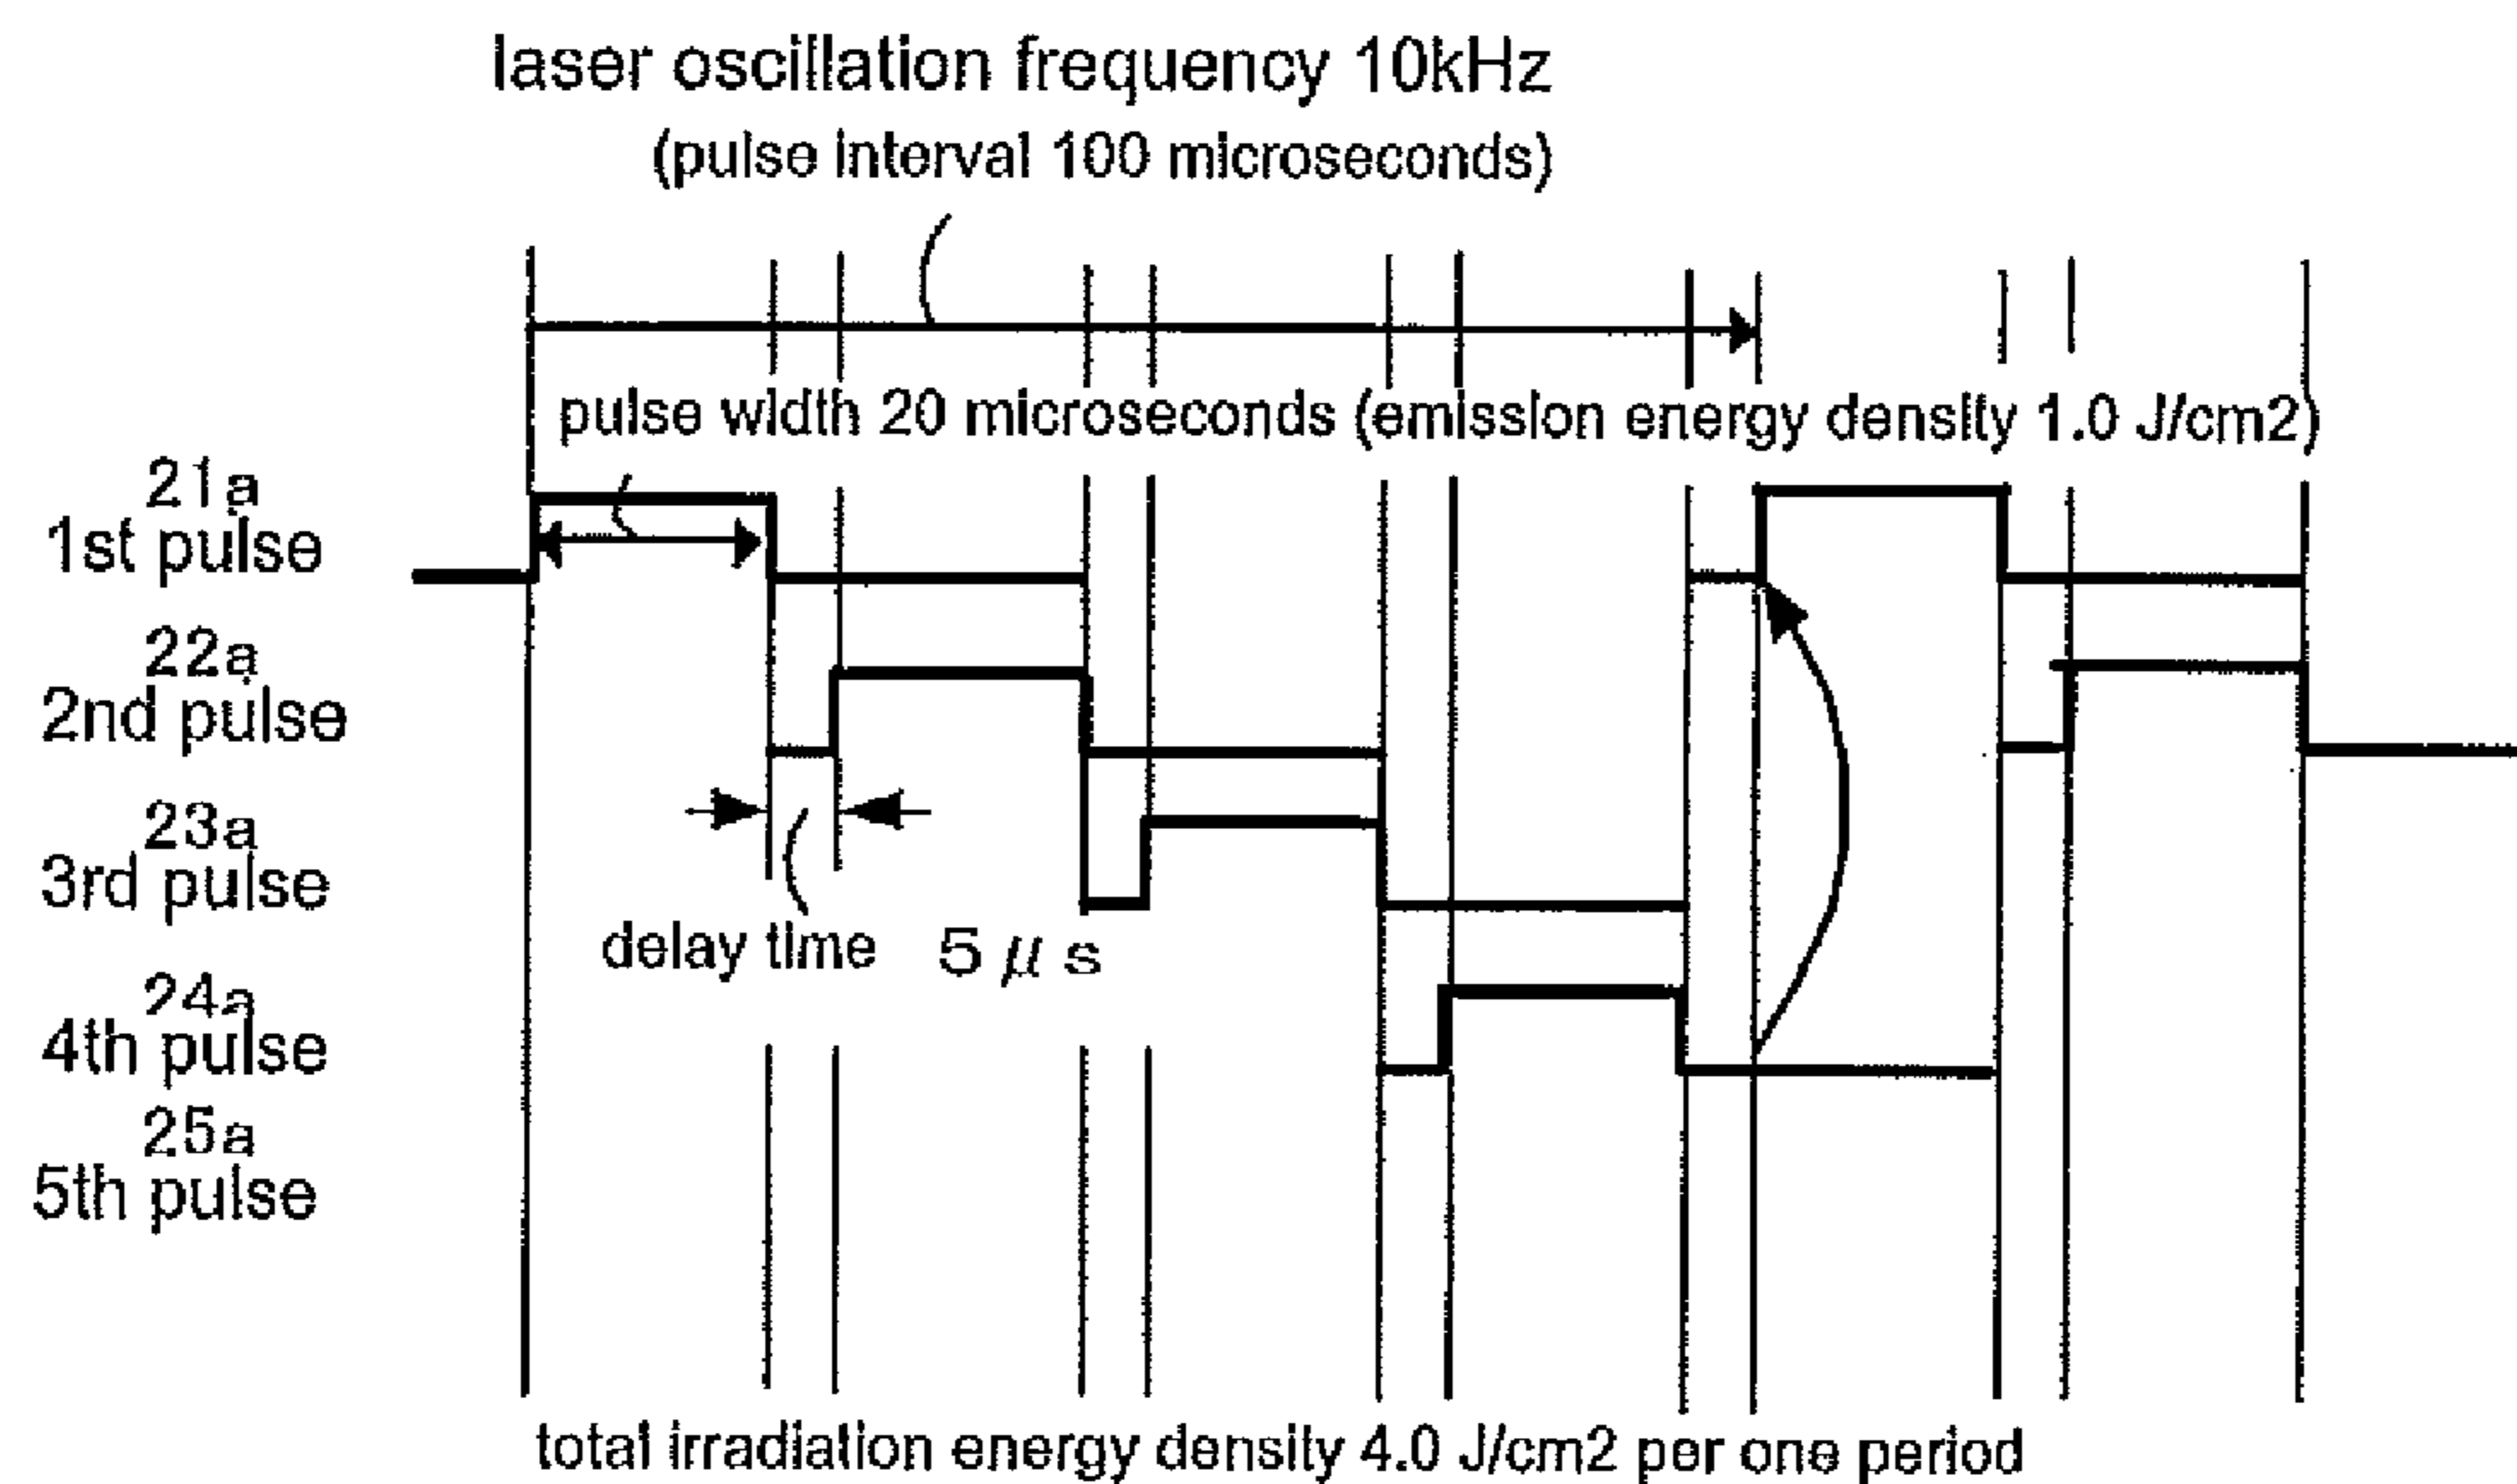 laser oscillation frequency 10kHz
(pulse interval 100 microseconds)
pulse width 20 microseconds (emission energy density 1.0 J/cm2)
21a
1st pulse
22a
2nd pulse
23a
3rd pulse
delay time 5 μ s
24a
4th pulse
25a
5th pulse
total irradiation energy density 4.0 J/cm2 per one period